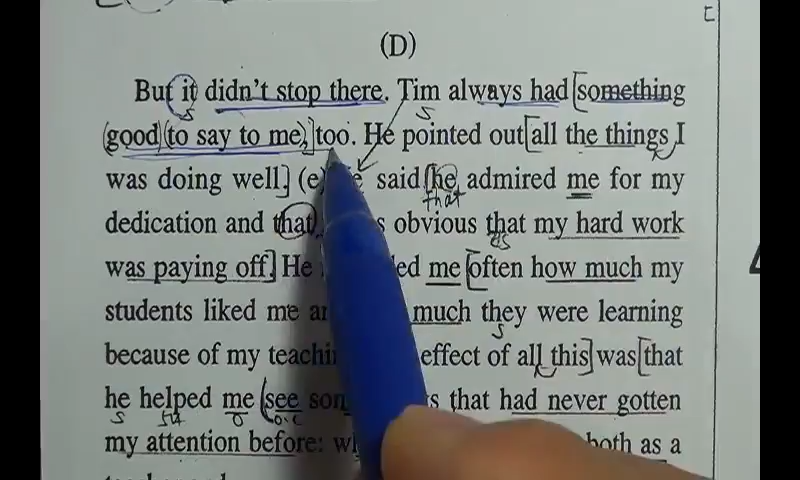 (D)
But it didn't stop there. Tim always had something
good to say to me, too. He pointed out all the things I
was doing well (e) said he admired me for my
that
dedication and that obvious that my hard work
was paying off. He me often how much my
students liked me much they were learning
because of my effect of all this was that
he helped me see that had never gotten
my attention before: both as a